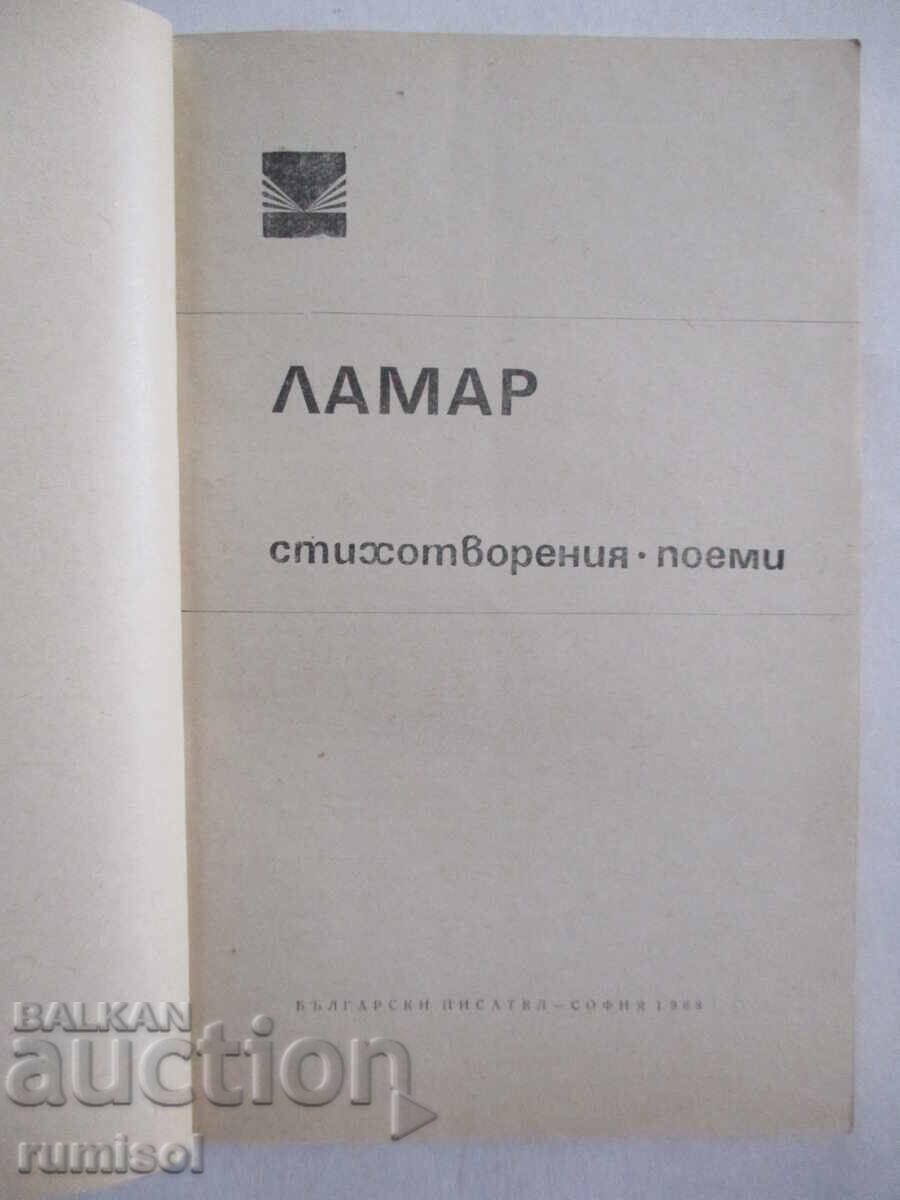 ЛАМАР
стихотворения · поеми
БЪЛГАРСКИ ПИСАТЕЛ — СОФИЯ 1968
BALKAN
auction
rumisol